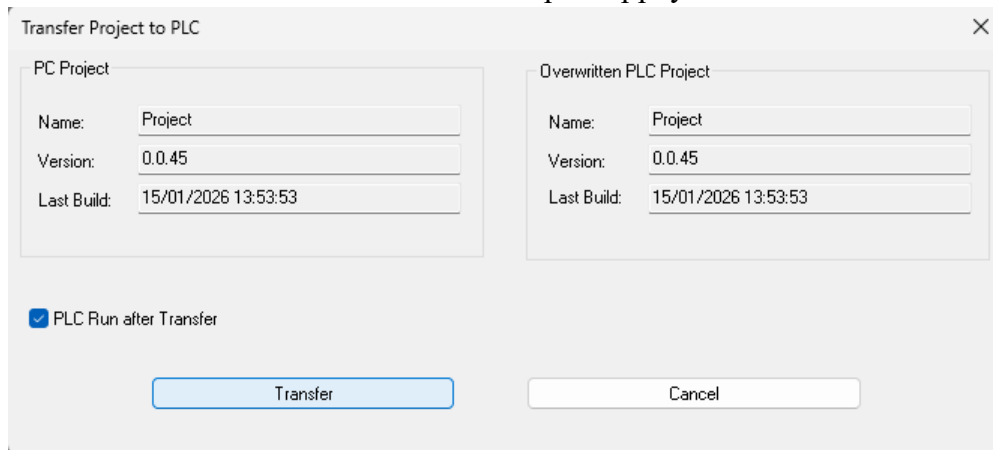 Transfer Project to PLC
PC Project
Name: Project
Version: 0.0.45
Last Build: 15/01/2026 13:53:53
Overwritten PLC Project
Name: Project
Version: 0.0.45
Last Build: 15/01/2026 13:53:53
PLC Run after Transfer
Transfer
Cancel